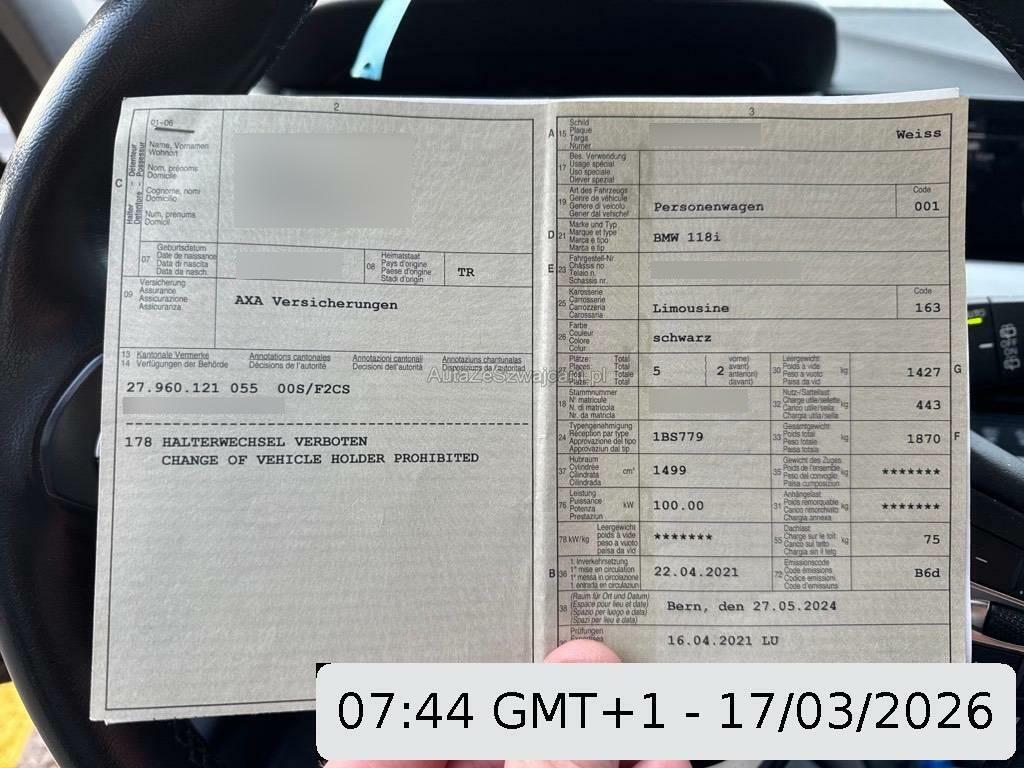 2
01-06
Halter
Détenteur
Detentore
Possessur
C
Name, Vornamen
Wohnort
Nom, prénoms
Domicile
Cognome, nomi
Domicilio
Num, prenums
Domicil
07
Geburtsdatum
Date de naissance
Data di nascita
Data da nasch.
08
Heimatstaat
Pays d'origine
Paese d'origine
Stadi d'origin
TR
09
Versicherung
Assurance
Assicurazione
Assicuranza
AXA Versicherungen
13 Kantonale Vermerke Annotations cantonales Annotazioni cantonali Annotaziuns chantunalas
14 Verfügungen der Behörde Décisions de l'autorité Decisioni dell'autorità Disposiziuns da l'autoritad
27.960.121 055 00S/F2CS
178 HALTERWECHSEL VERBOTEN
CHANGE OF VEHICLE HOLDER PROHIBITED
3
A 15
Schild
Plaque
Targa
Numer
Weiss
17
Bes. Verwendung
Usage spécial
Uso speciale
Diever spezial
19
Art des Fahrzeugs
Genre de véhicule
Genere di veicolo
Gener dal vehichel
Personenwagen
Code
001
D 21
Marke und Typ
Marque et type
Marca e tipo
Marca e tip
BMW 118i
E 23
Fahrgestell-Nr.
Châssis no
Telaio n.
Schassis nr.
25
Karosserie
Carrosserie
Carrozzeria
Carossaria
Limousine
Code
163
26
Farbe
Couleur
Colore
Colur
schwarz
27
Plätze: Total
Places: Total
Posti: Totale
Plazs: Total
5
2
vorne)
avant)
anteriori)
davant)
30
Leergewicht
Poids à vide
Peso a vuoto
Paisa da vid
kg
1427
G
18
Stammnummer
N° matricule
N. di matricola
Nr. da matricla
32
Nutz-/Sattellast
Charge utile/sellette
Carico utile/sella
Chargia utila/sella
kg
443
24
Typengenehmigung
Réception par type
Approvazione del tipo
Approvaziun dal tip
1BS779
33
Gesamtgewicht
Poids total
Peso totale
Paisa totala
kg
1870
F
37
Hubraum
Cylindrée
Cilindrata
Cilindrada
cm³
1499
35
Gewicht des Zuges
Poids de l'ensemble
Peso del convoglio
Paisa cumposiziun
kg
*******
76
Leistung
Puissance
Potenza
Prestaziun
kW
100.00
31
Anhängelast
Poids remorquable
Carico rimorchiato
Chargia annexa
kg
*******
78 kW/kg
Leergewicht
poids à vide
peso a vuoto
paisa da vid
*******
55
Dachlast
Charge sur le toit
Carico sul tetto
Chargia sin il tetg
kg
75
B 36
1. Inverkehrsetzung
1re mise en circulation
1a messa in circolazione
1. entrada en circulaziun
22.04.2021
72
Emissionscode
Code émissions
Codice emissioni
Code d'emissiuns
B6d
38
(Raum für Ort und Datum)
(Espace pour lieu et date)
(Spazio per luogo e data)
(Spazi per lieu e data)
Bern, den 27.05.2024
Prüfungen
Expertises
16.04.2021 LU
AutaZeSzwajcarii.pl
07:44 GMT+1 - 17/03/2026